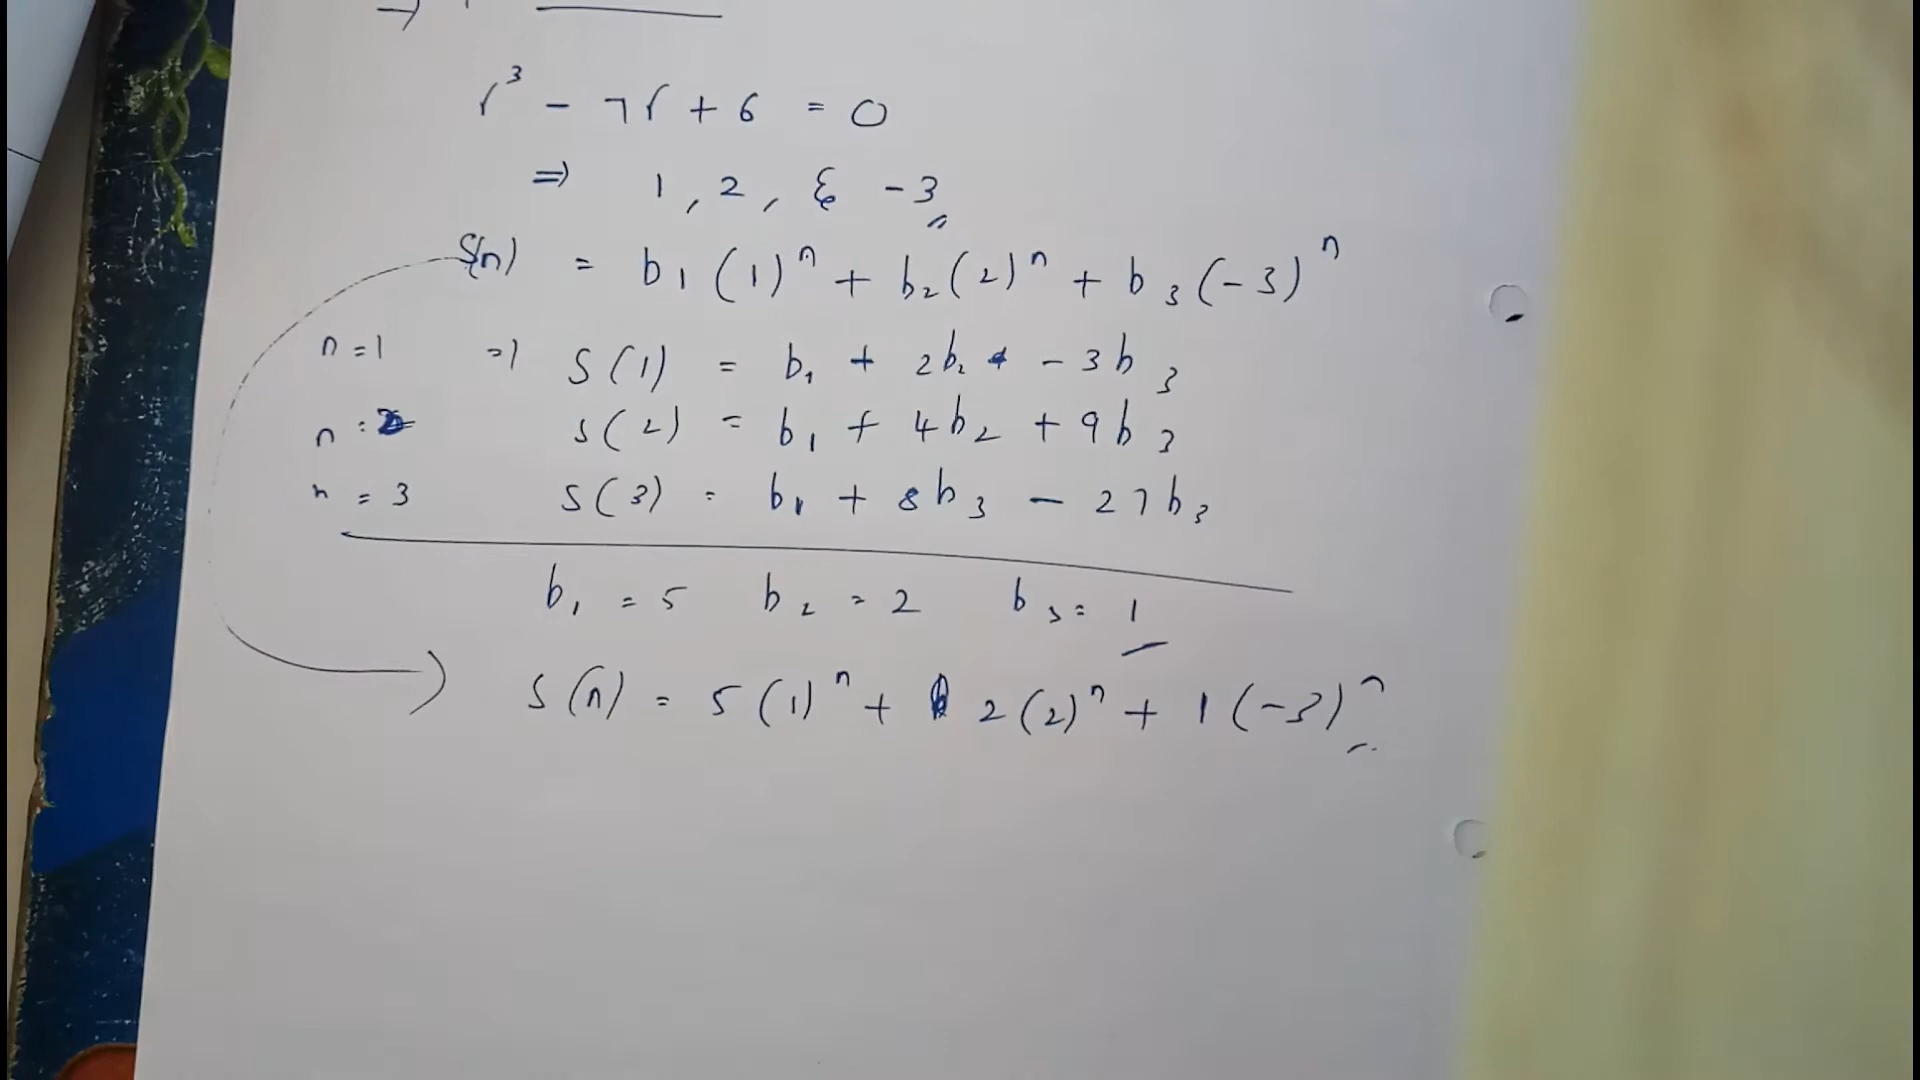 r³ - 7r + 6 = 0
⇒ 1, 2, & -3
S(n) = b₁(1)ⁿ + b₂(2)ⁿ + b₃(-3)ⁿ
n = 1 ⇒ S(1) = b₁ + 2b₂ + - 3b₃
n = 2 S(2) = b₁ + 4b₂ + 9b₃
n = 3 S(3) = b₁ + 8b₃ - 27b₃
b₁ = 5 b₂ = 2 b₃ = 1
→ S(n) = 5(1)ⁿ + 2(2)ⁿ + 1(-3)ⁿ